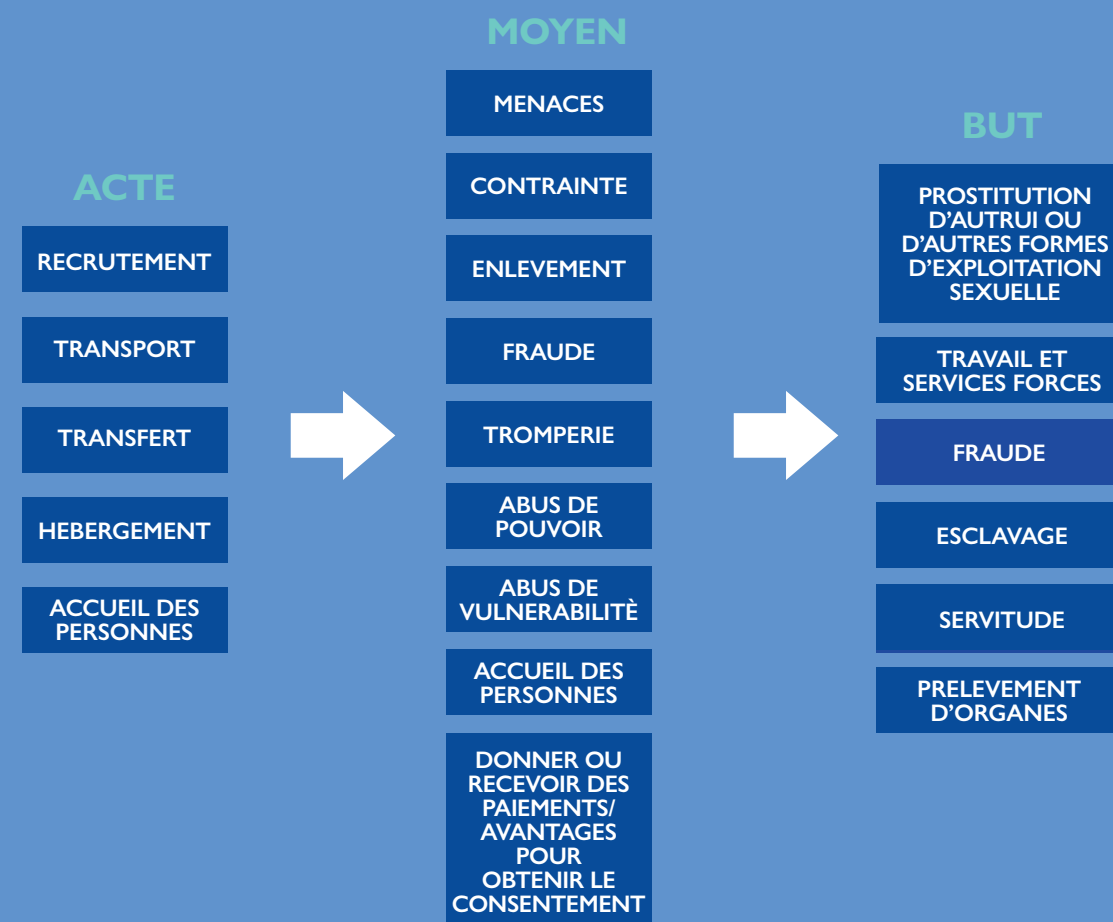 ACTE
RECRUTEMENT
TRANSPORT
TRANSFERT
HEBERGEMENT
ACCUEIL DES
PERSONNES
MOYEN
MENACES
CONTRAINTE
ENLEVEMENT
FRAUDE
TROMPERIE
ABUS DE
POUVOIR
ABUS DE
VULNERABILITÈ
ACCUEIL DES
PERSONNES
DONNER OU
RECEVOIR DES
PAIEMENTS/
AVANTAGES
POUR
OBTENIR LE
CONSENTEMENT
BUT
PROSTITUTION
D'AUTRUI OU
D'AUTRES FORMES
D'EXPLOITATION
SEXUELLE
TRAVAIL ET
SERVICES FORCES
FRAUDE
ESCLAVAGE
SERVITUDE
PRELEVEMENT
D'ORGANES